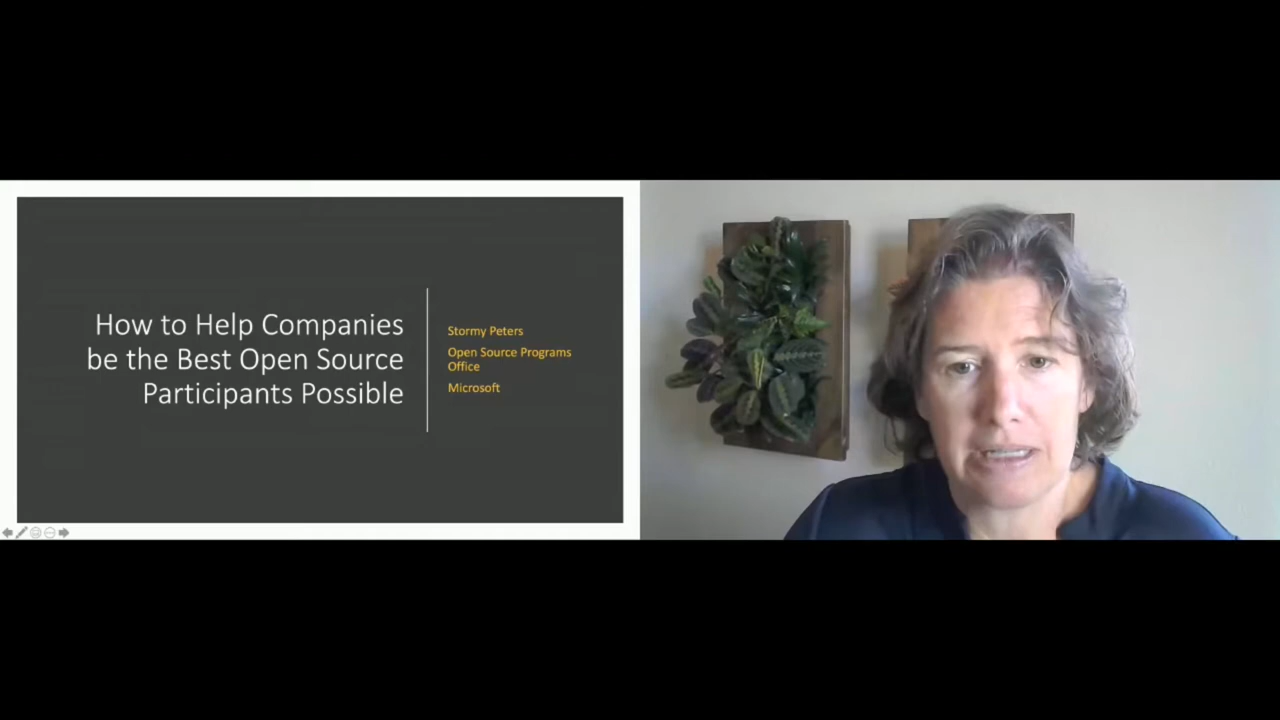 How to Help Companies
be the Best Open Source
Participants Possible
Stormy Peters
Open Source Programs
Office
Microsoft